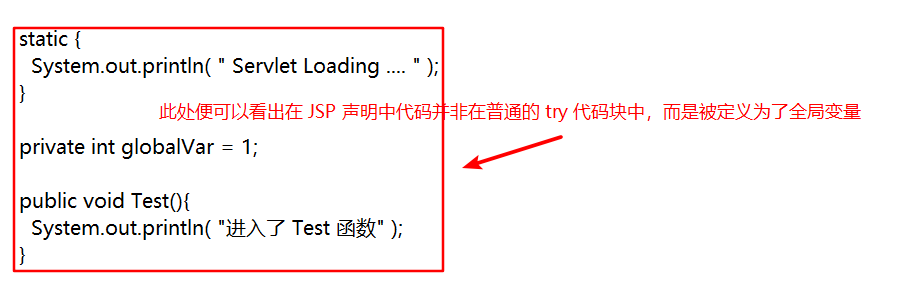 static {
System.out.println( " Servlet Loading .... " );
}
此处便可以看出在 JSP 声明中代码并非在普通的 try 代码块中，而是被定义为了全局变量
private int globalVar = 1;
public void Test(){
System.out.println( "进入了 Test 函数" );
}